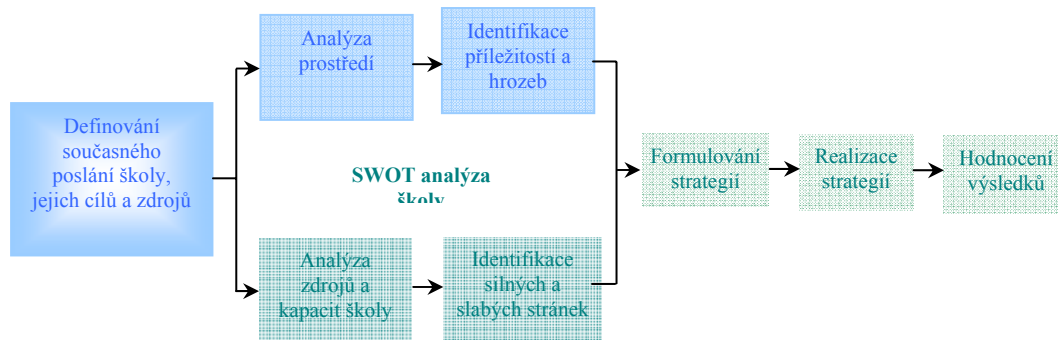 Definování
současného
poslání školy,
jejich cílů a zdrojů
Analýza
prostředí
Identifikace
příležitostí a
hrozeb
SWOT analýza
školy
Analýza
zdrojů a
kapacit školy
Identifikace
silných a
slabých stránek
Formulování
strategií
Realizace
strategií
Hodnocení
výsledků